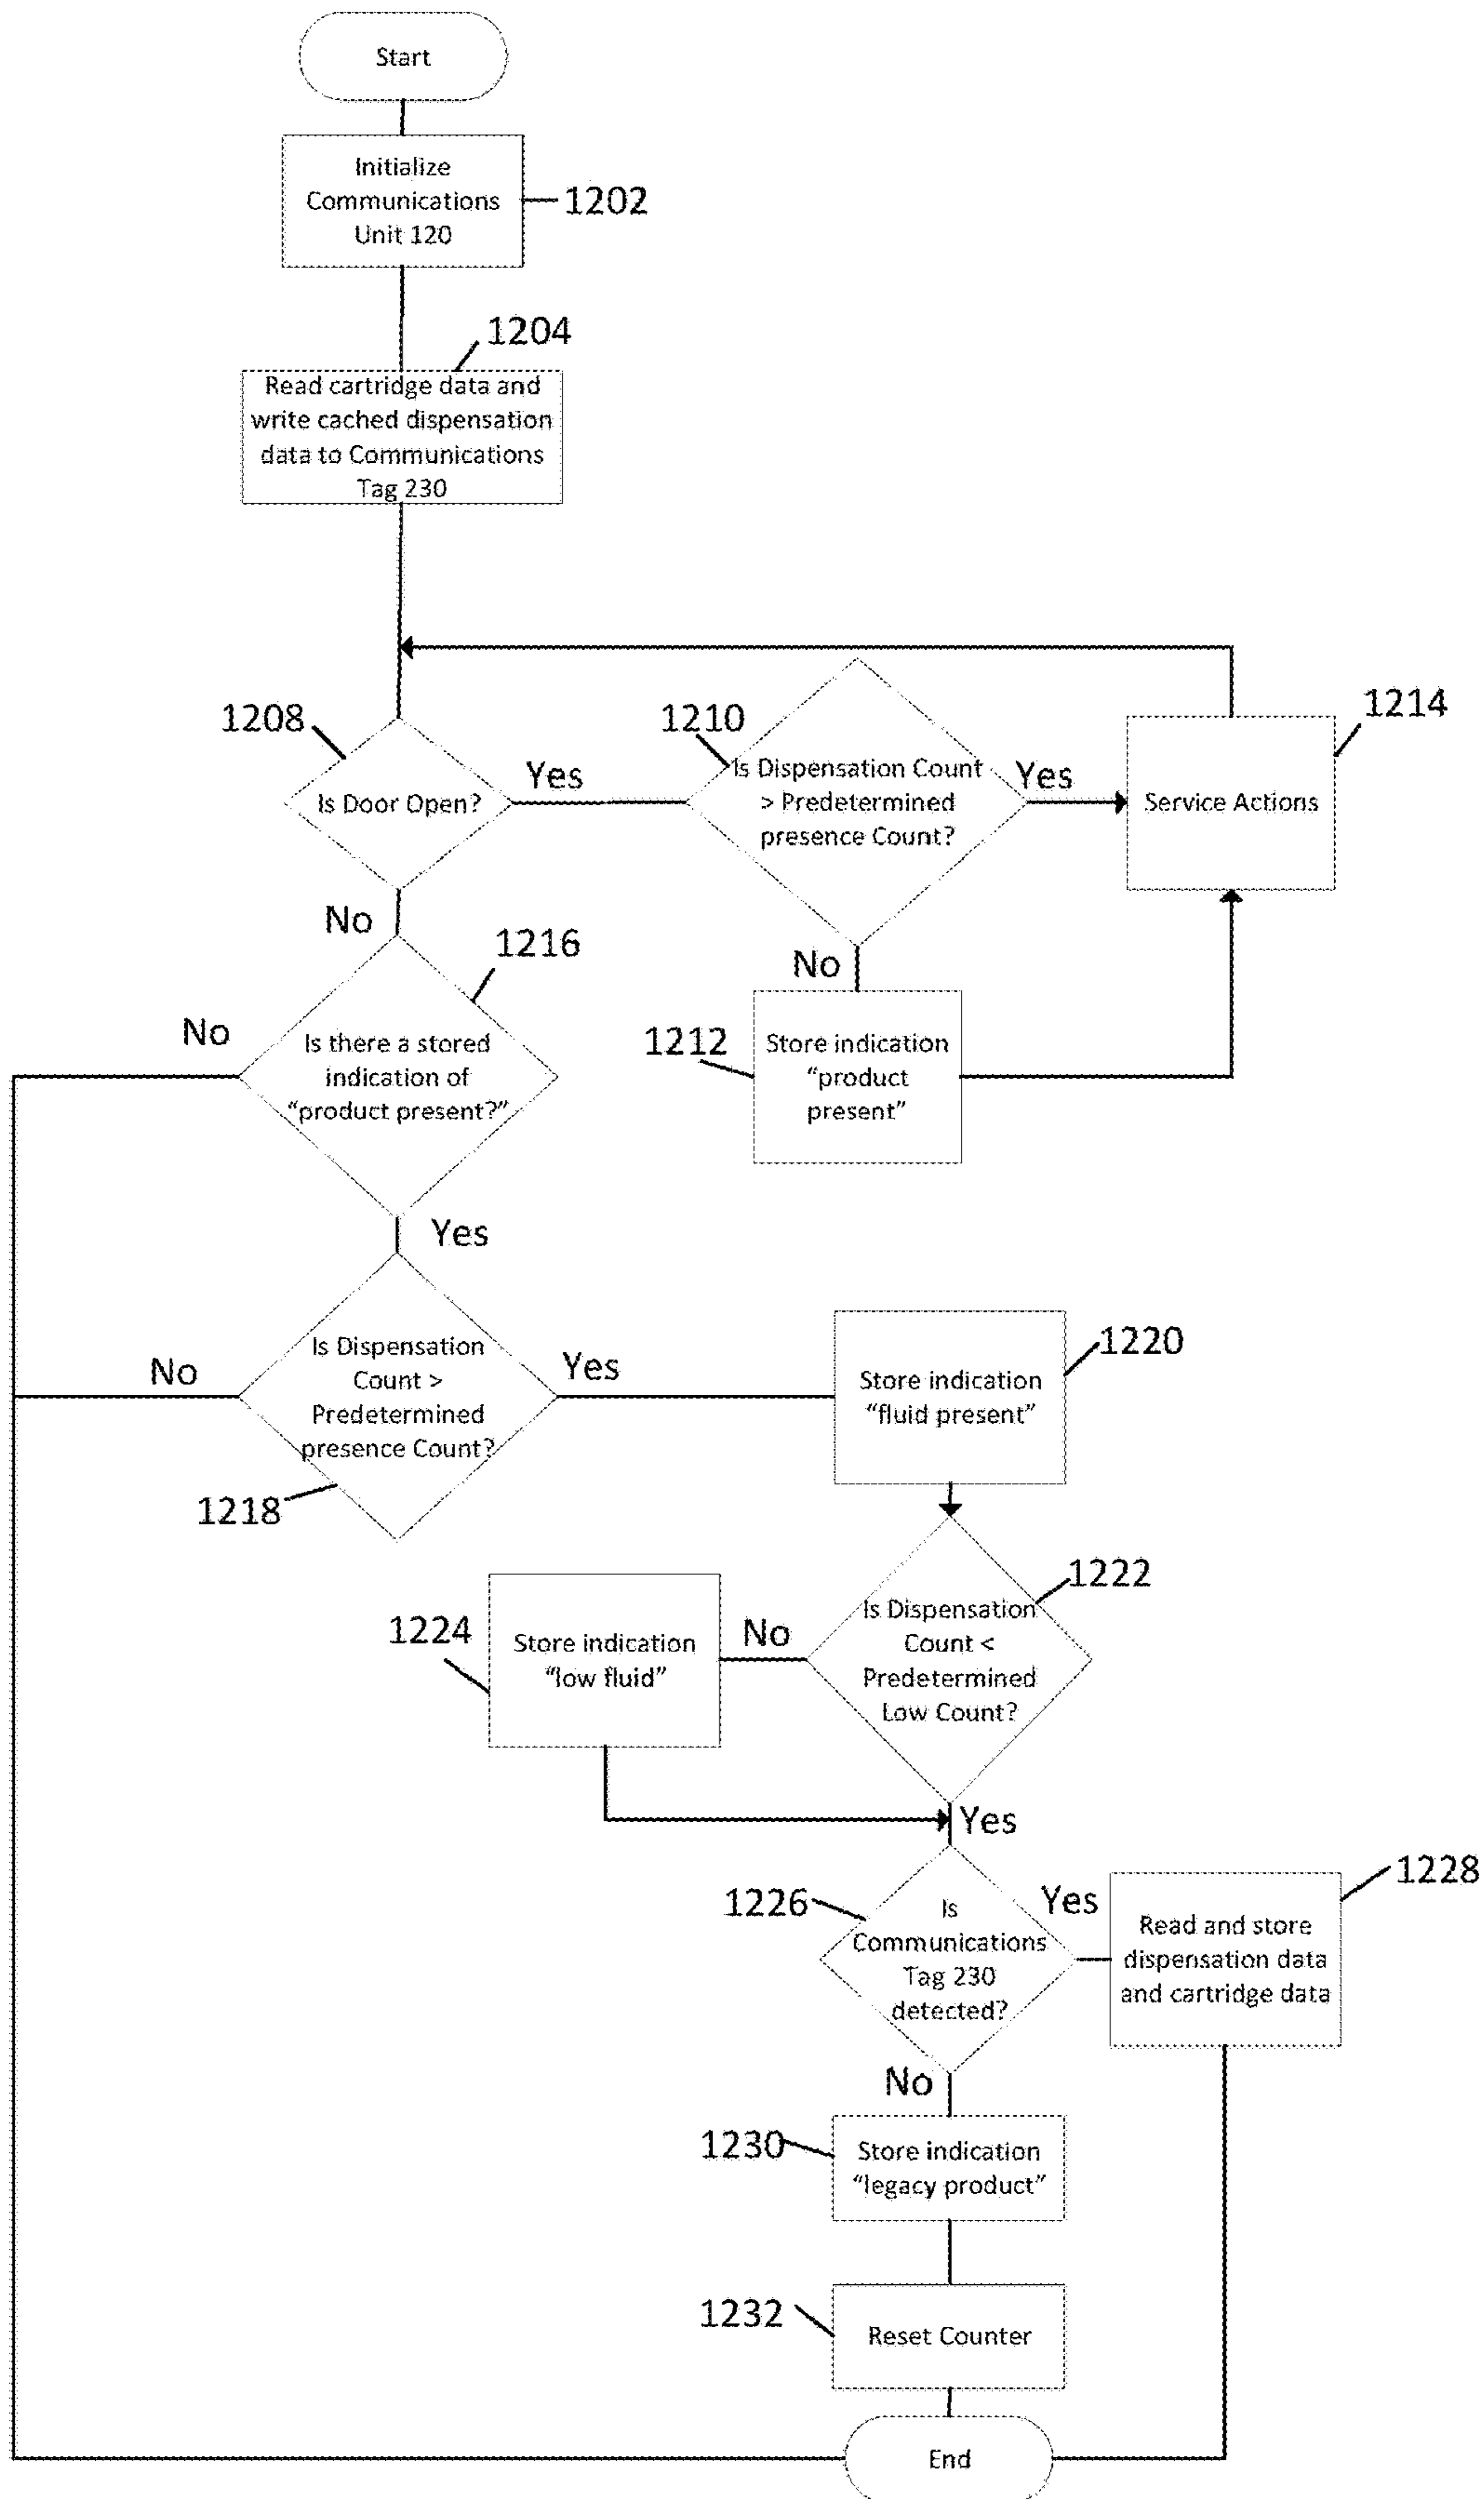 Start
Initialize
Communications
Unit 120
1202
1204
Read cartridge data and
write cached dispensation
data to Communications
Tag 230
1208
Is Door Open?
Yes
1210
Is Dispensation Count
> Predetermined
presence Count?
Yes
1214
Service Actions
No
1216
No
1212
Store indication
“product
present”
No
Is there a stored
indication of
“product present?”
Yes
No
Is Dispensation
Count >
Predetermined
presence Count?
1218
Yes
1220
Store indication
“fluid present”
1222
Is Dispensation
Count <
Predetermined
Low Count?
No
1224
Store indication
“low fluid”
Yes
1226
Is
Communications
Tag 230
detected?
Yes
1228
Read and store
dispensation data
and cartridge data
No
1230
Store indication
“legacy product”
1232
Reset Counter
End